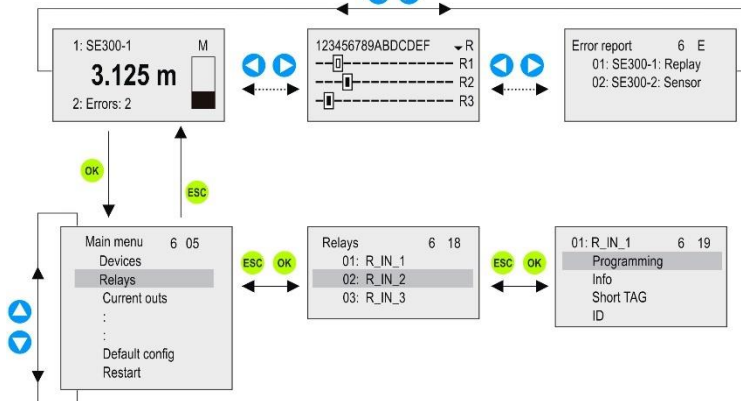 1: SE300-1 M
3.125 m
2: Errors: 2
123456789ABDCDEF R
R1
R2
R3
Error report 6 E
01: SE300-1: Replay
02: SE300-2: Sensor
OK
ESC
Main menu 6 05
Devices
Relays
Current outs
:
:
Default config
Restart
ESC OK
Relays 6 18
01: R_IN_1
02: R_IN_2
03: R_IN_3
ESC OK
01: R_IN_1 6 19
Programming
Info
Short TAG
ID